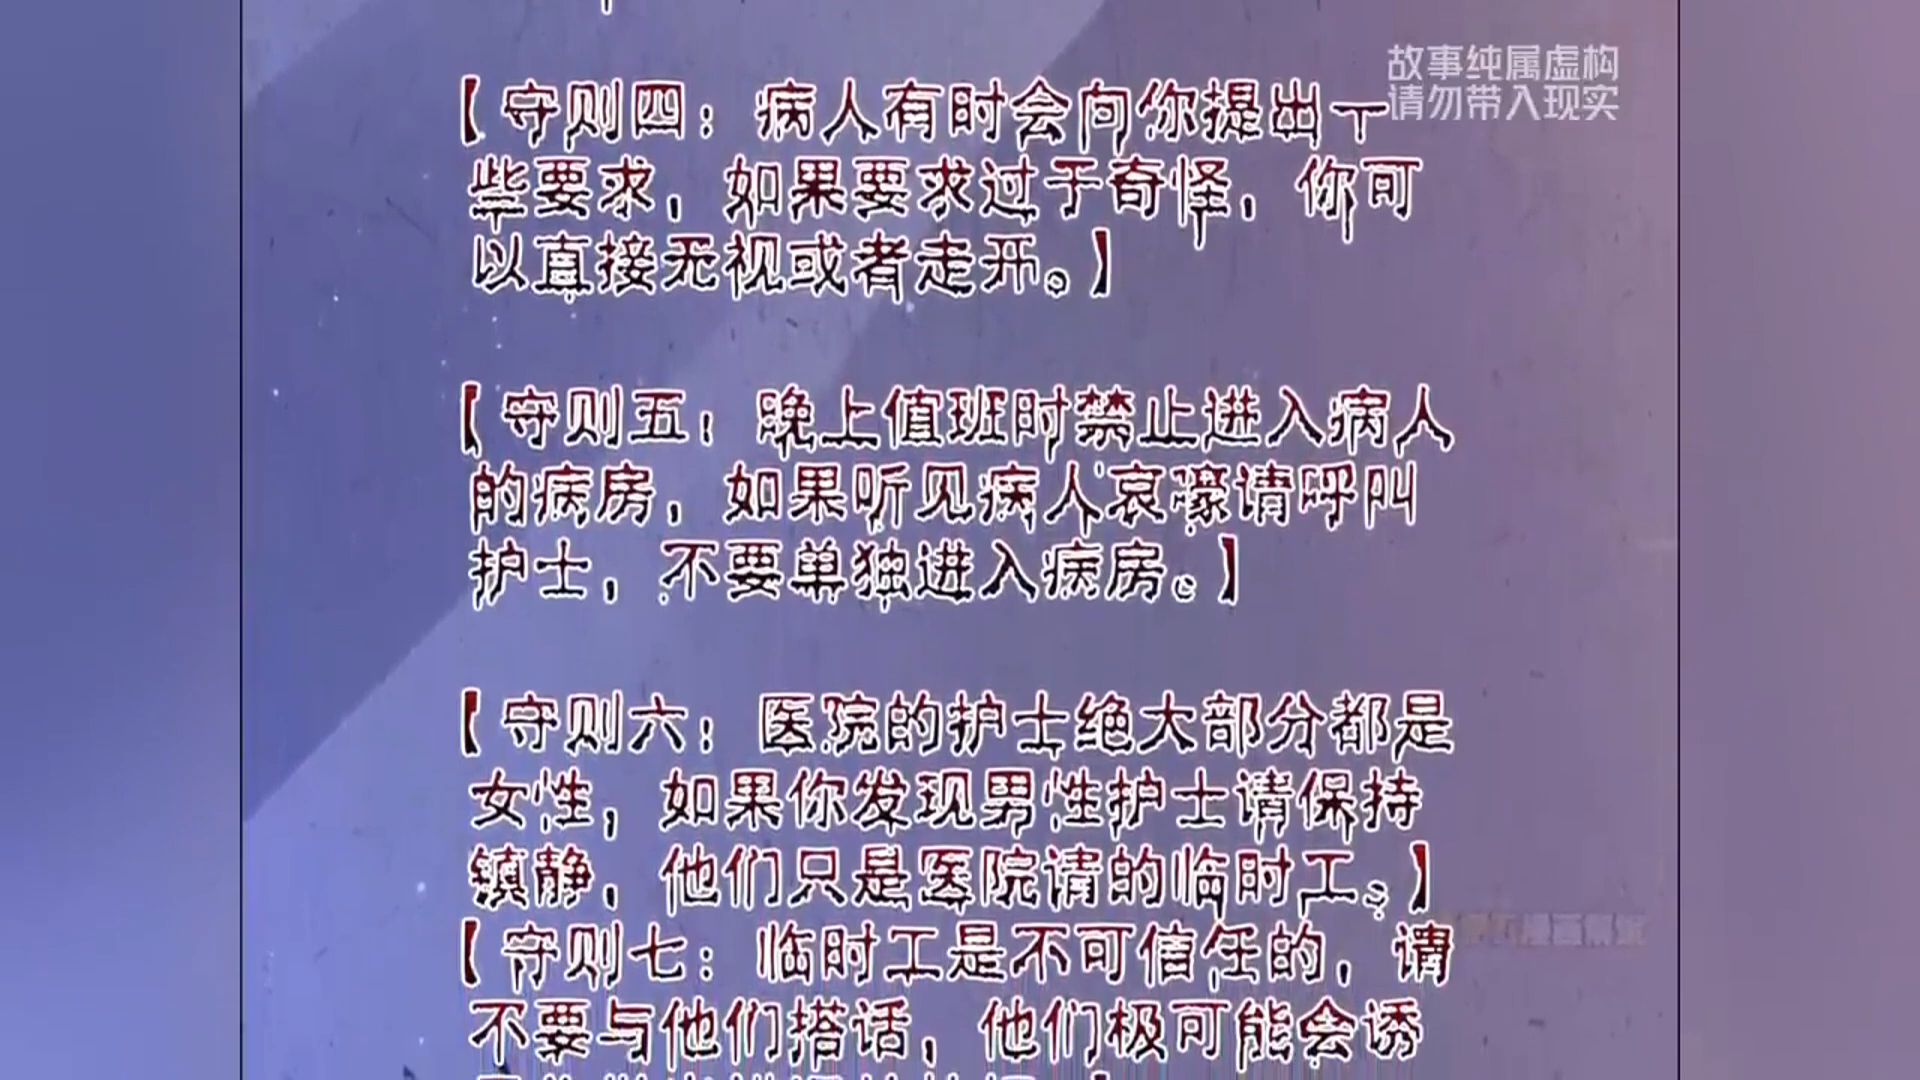 故事纯属虚构
请勿带入现实
【守则四：病人有时会向你提出一
些要求，如果要求过于奇怪，你可
以直接无视或者走开。】
【守则五：晚上值班时禁止进入病人
的病房，如果听见病人哀嚎请呼叫
护士，不要单独进入病房。】
【守则六：医院的护士绝大部分都是
女性，如果你发现男性护士请保持
镇静，他们只是医院请的临时工。】
【守则七：临时工是不可信任的，请
不要与他们搭话，他们极可能会诱